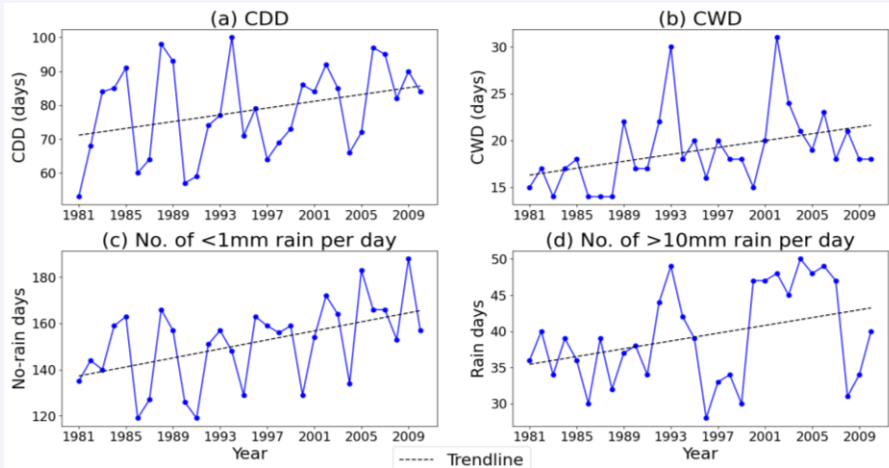 (a) CDD
CDD (days)
100
90
80
70
60
1981 1985 1989 1993 1997 2001 2005 2009
(b) CWD
CWD (days)
30
25
20
15
1981 1985 1989 1993 1997 2001 2005 2009
(c) No. of <1mm rain per day
No-rain days
180
160
140
120
1981 1985 1989 1993 1997 2001 2005 2009
Year
(d) No. of >10mm rain per day
Rain days
50
45
40
35
30
1981 1985 1989 1993 1997 2001 2005 2009
Year
Trendline